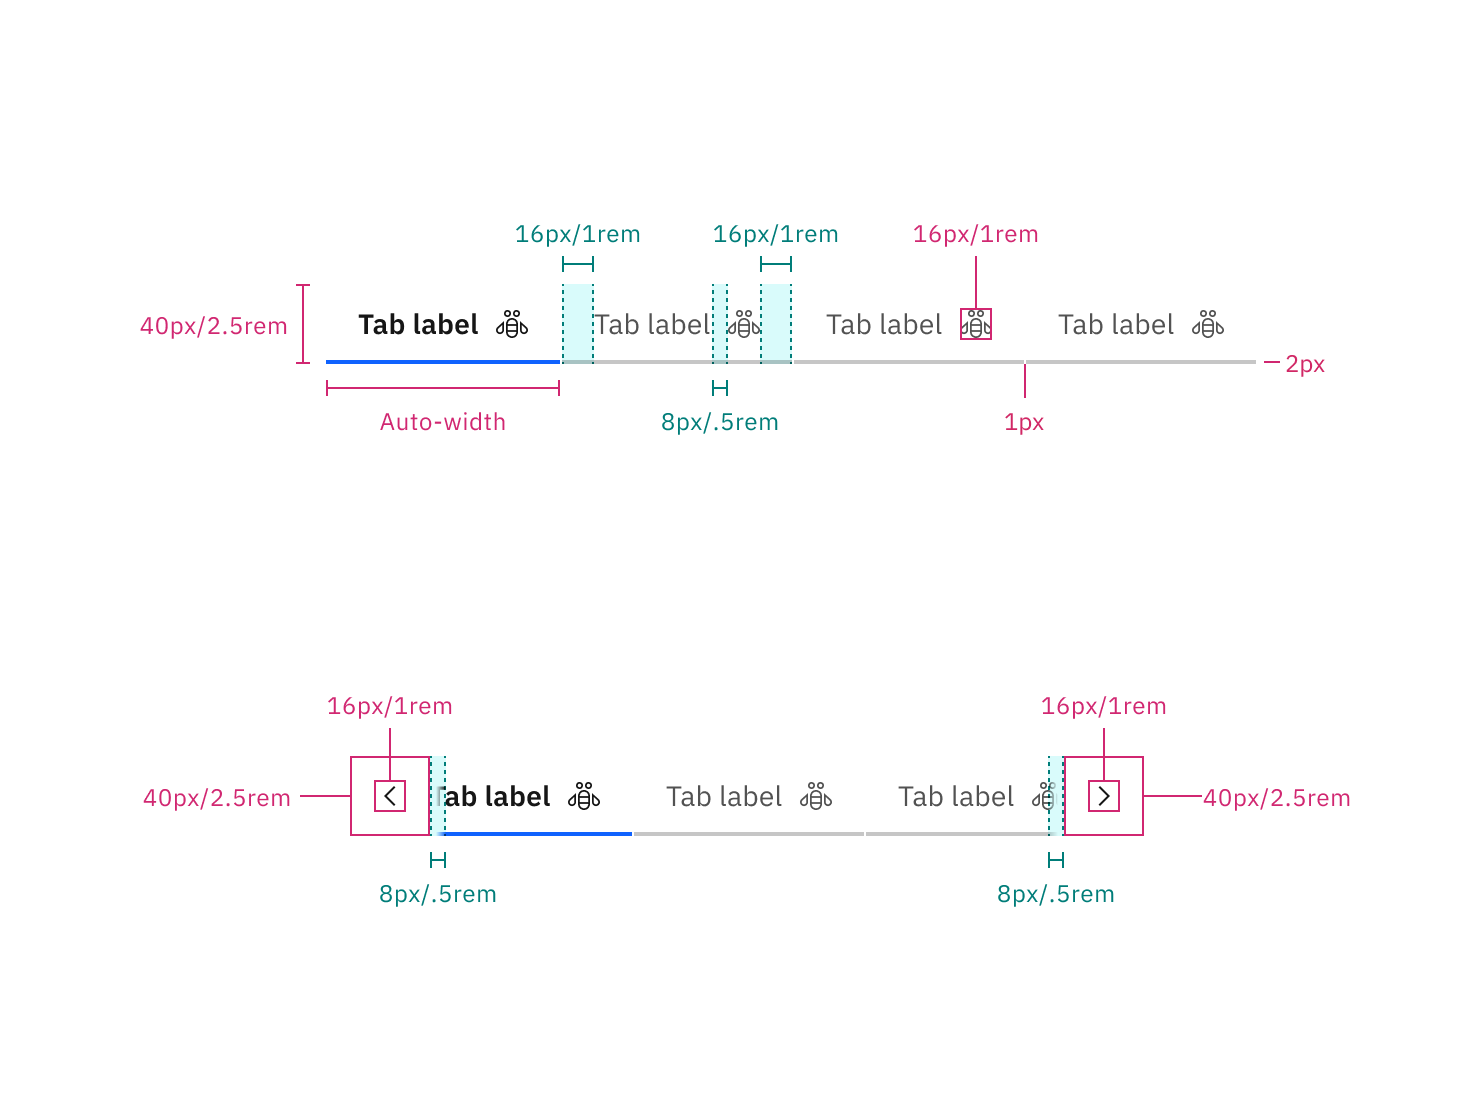 16px/1rem 16px/1rem 16px/1rem
40px/2.5rem Tab label Tab label Tab label Tab label
2px
Auto-width 8px/.5rem 1px
16px/1rem 16px/1rem
40px/2.5rem Tab label Tab label Tab label 40px/2.5rem
8px/.5rem 8px/.5rem